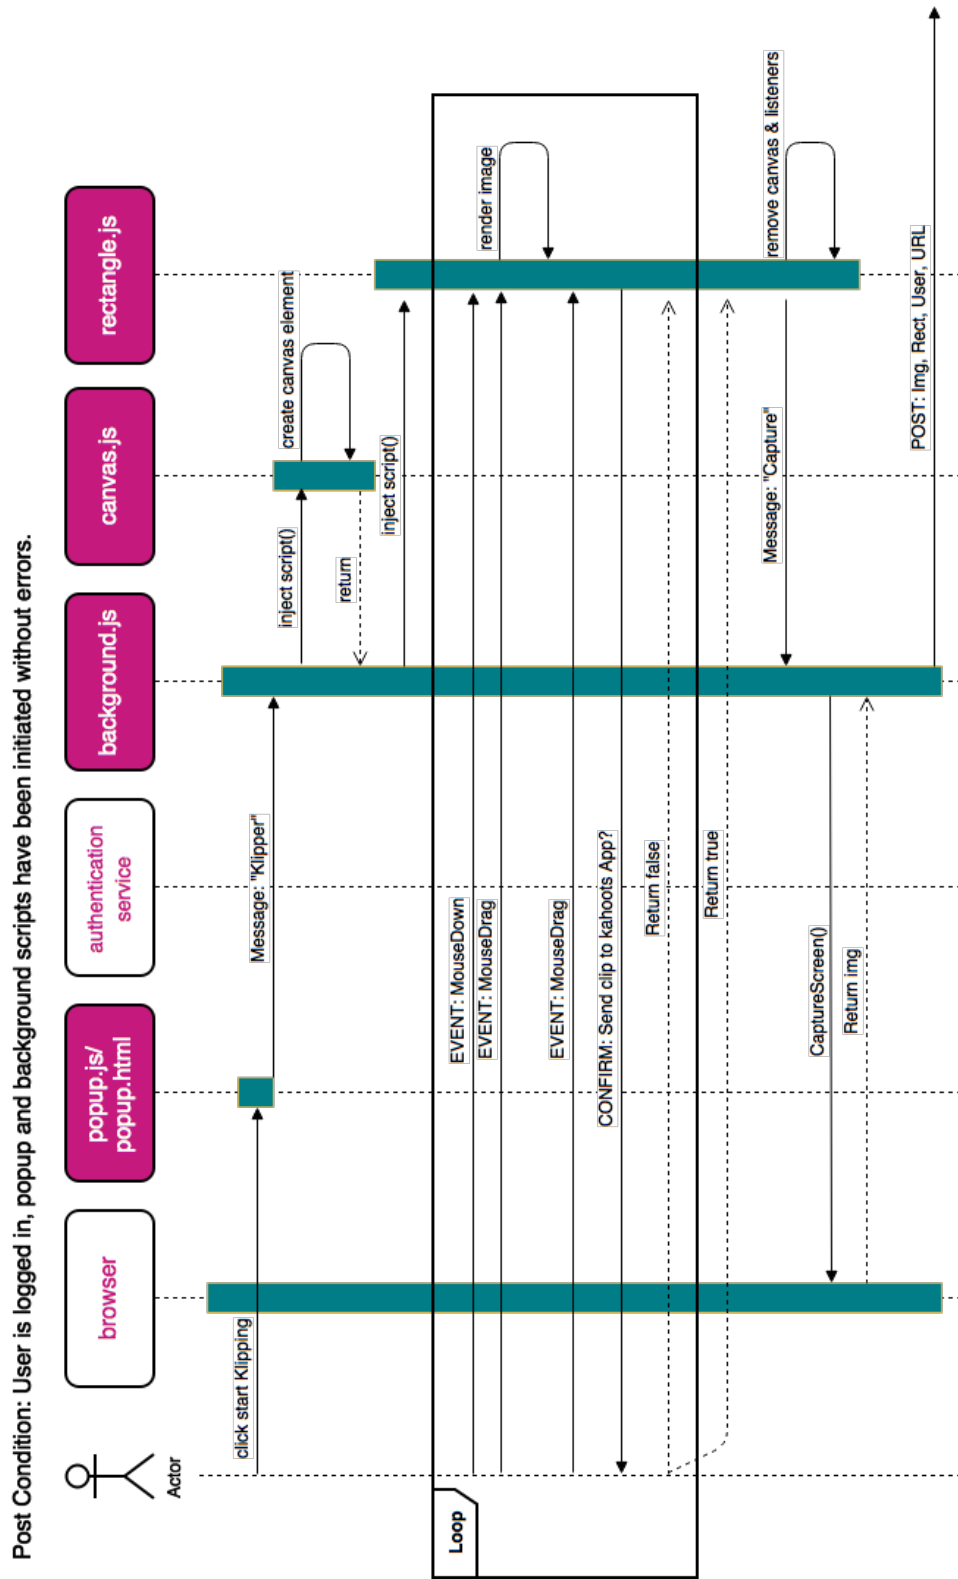 Post Condition: User is logged in, popup and background scripts have been initiated without errors.
Actor
browser
popup.js/
popup.html
authentication
service
background.js
canvas.js
rectangle.js
click start Klipping
Message: "Klipper"
inject script()
create canvas element
return
inject script()
Loop
EVENT: MouseDown
EVENT: MouseDrag
render image
EVENT: MouseDrag
CONFIRM: Send clip to kahoots App?
Return false
Return true
Message: "Capture"
remove canvas & listeners
CaptureScreen()
Return img
POST: Img, Rect, User, URL